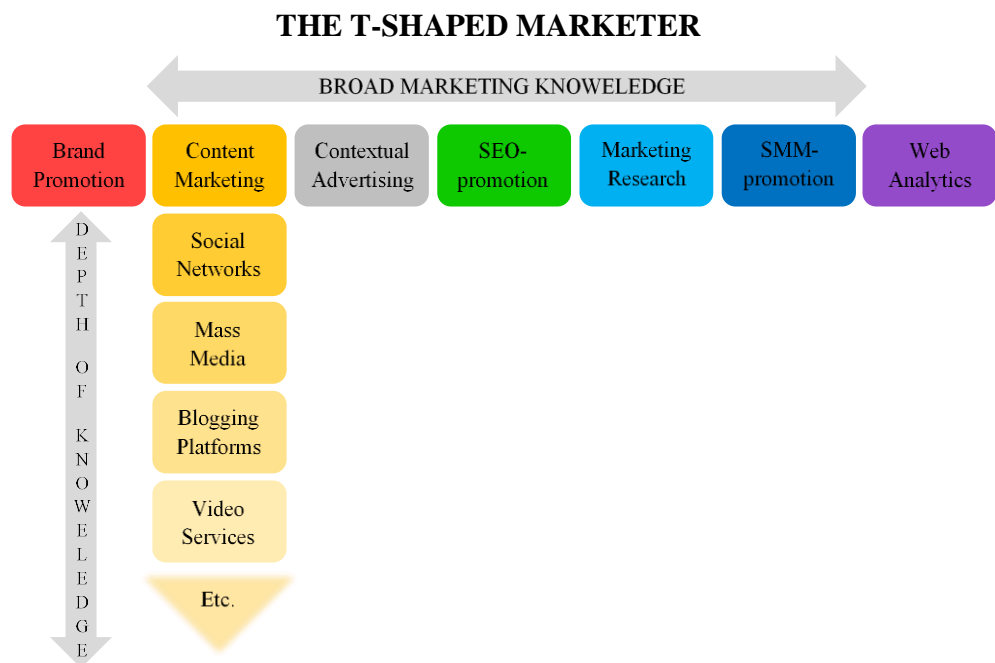 THE T-SHAPED MARKETER
BROAD MARKETING KNOWELEDGE
Brand
Promotion
Content
Marketing
Contextual
Advertising
SEO-
promotion
Marketing
Research
SMM-
promotion
Web
Analytics
DEPTH OF KNOWELEDGE
Social
Networks
Mass
Media
Blogging
Platforms
Video
Services
Etc.